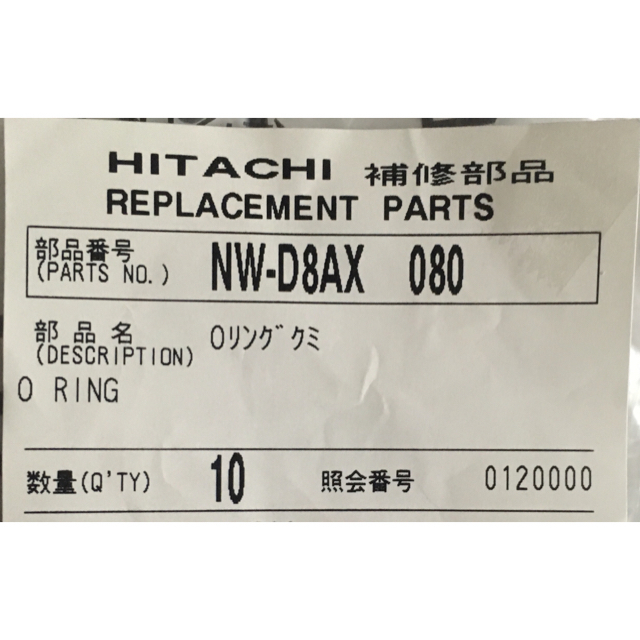 HITACHI 補修部品
REPLACEMENT PARTS
部品番号
(PARTS NO.) NW-D8AX 080
部品名 Oリングクミ
(DESCRIPTION)
O RING
数量(Q'TY) 10 照会番号 0120000